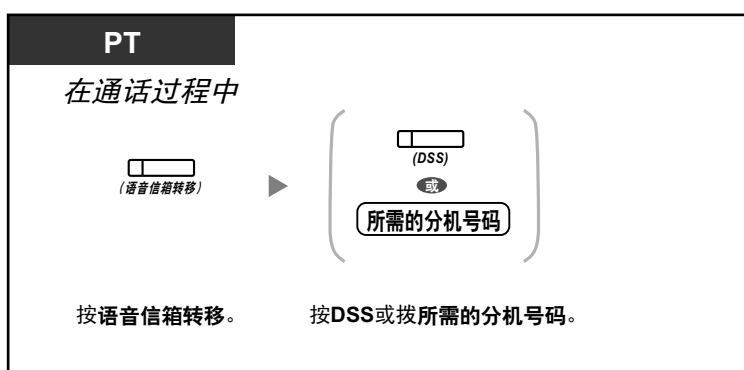 PT
在通话过程中
(语音信箱转移)
(DSS)
或
所需的分机号码
按语音信箱转移。
按DSS或拨所需的分机号码。